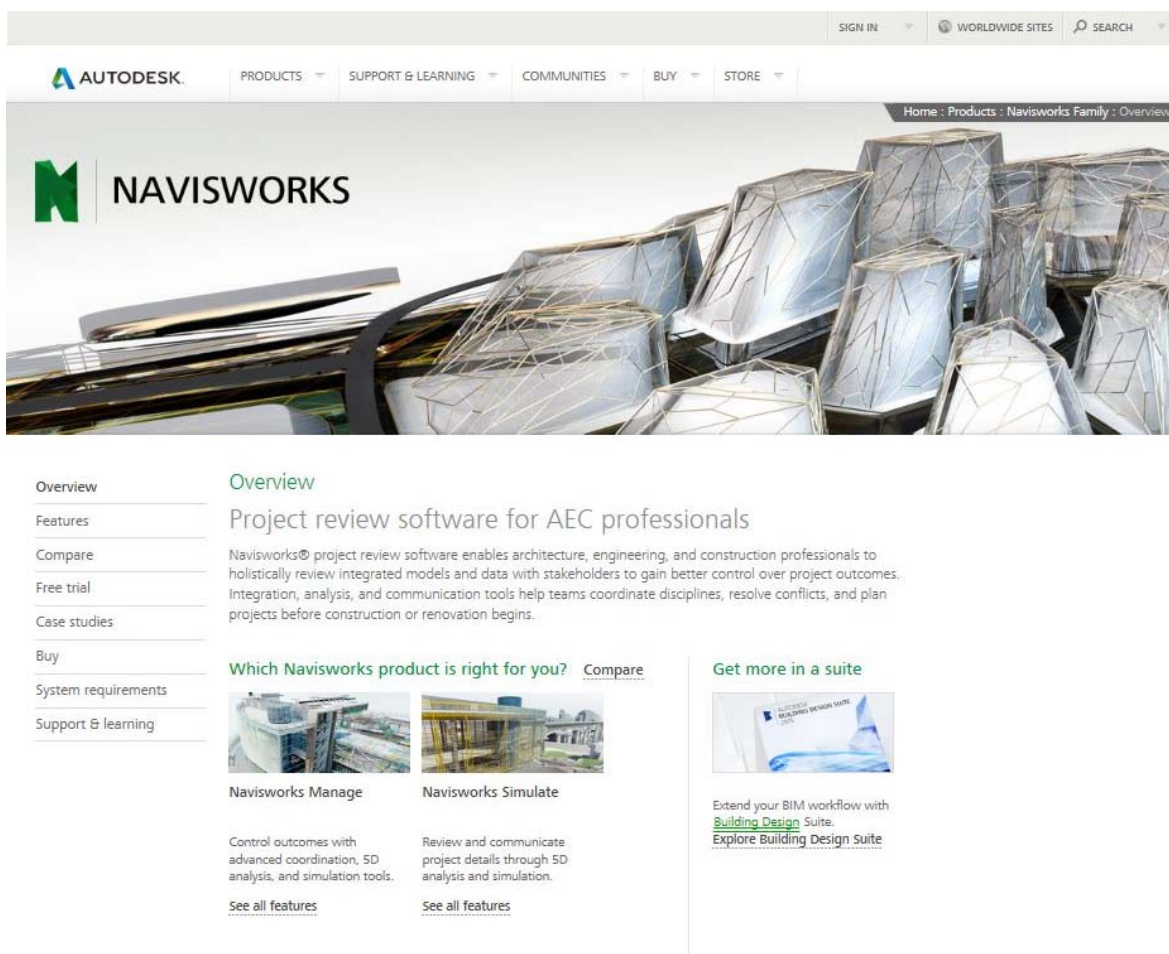 SIGN IN WORLDWIDE SITES SEARCH
AUTODESK. PRODUCTS SUPPORT & LEARNING COMMUNITIES BUY STORE
Home : Products : Navisworks Family : Overview
NAVISWORKS
Overview
Features
Compare
Free trial
Case studies
Buy
System requirements
Support & learning
Overview
Project review software for AEC professionals
Navisworks® project review software enables architecture, engineering, and construction professionals to
holistically review integrated models and data with stakeholders to gain better control over project outcomes.
Integration, analysis, and communication tools help teams coordinate disciplines, resolve conflicts, and plan
projects before construction or renovation begins.
Which Navisworks product is right for you? Compare
Navisworks Manage
Control outcomes with
advanced coordination, 5D
analysis, and simulation tools.
See all features
Navisworks Simulate
Review and communicate
project details through 5D
analysis and simulation.
See all features
Get more in a suite
AUTODESK
BUILDING DESIGN SUITE
2015
Extend your BIM workflow with
Building Design Suite.
Explore Building Design Suite